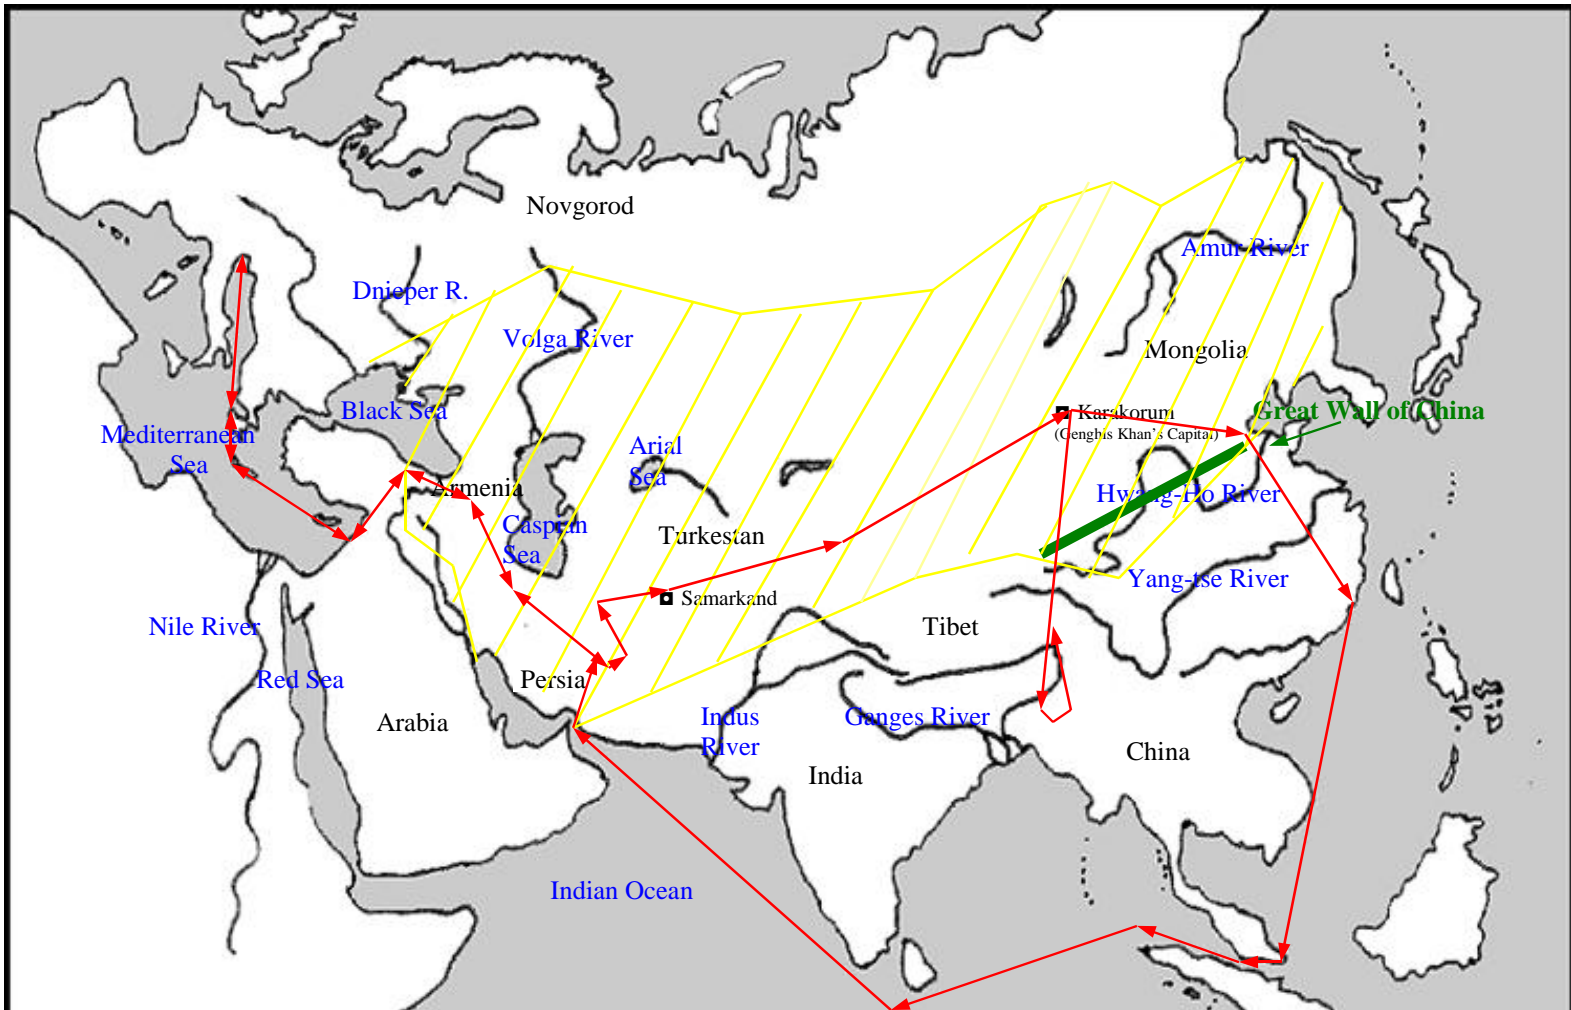 Novgorod
Amur River
Dnieper R.
Volga River
Mongolia
Black Sea
Karakorum
(Genghis Khan's Capital)
Great Wall of China
Mediterranean
Sea
Arial
Sea
Armenia
Hwang-Ho River
Caspian
Sea
Turkestan
Yang-tse River
Samarkand
Nile River
Tibet
Red Sea
Persia
Arabia
Indus
River
Ganges River
China
India
Indian Ocean